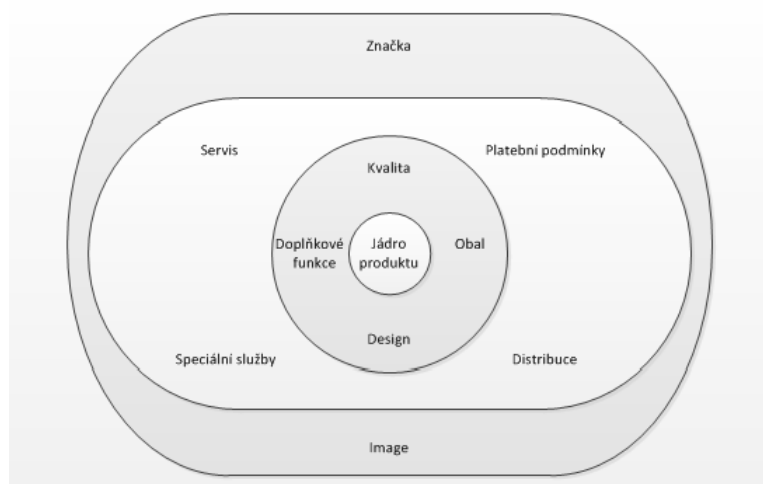 Značka
Servis
Platební podmínky
Kvalita
Doplňkové
funkce
Jádro
produktu
Obal
Design
Speciální služby
Distribuce
Image